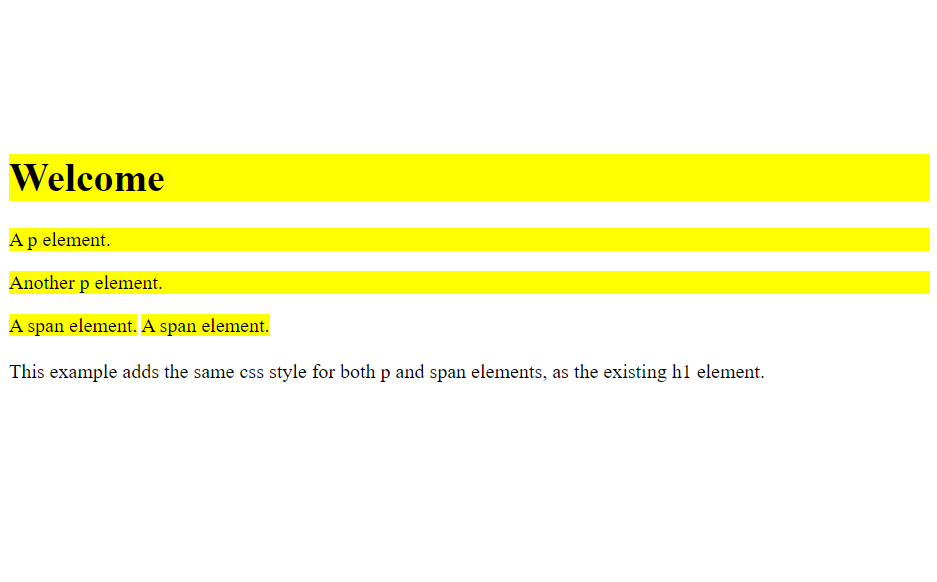 Welcome
A p element.
Another p element.
A span element. A span element.
This example adds the same css style for both p and span elements, as the existing h1 element.